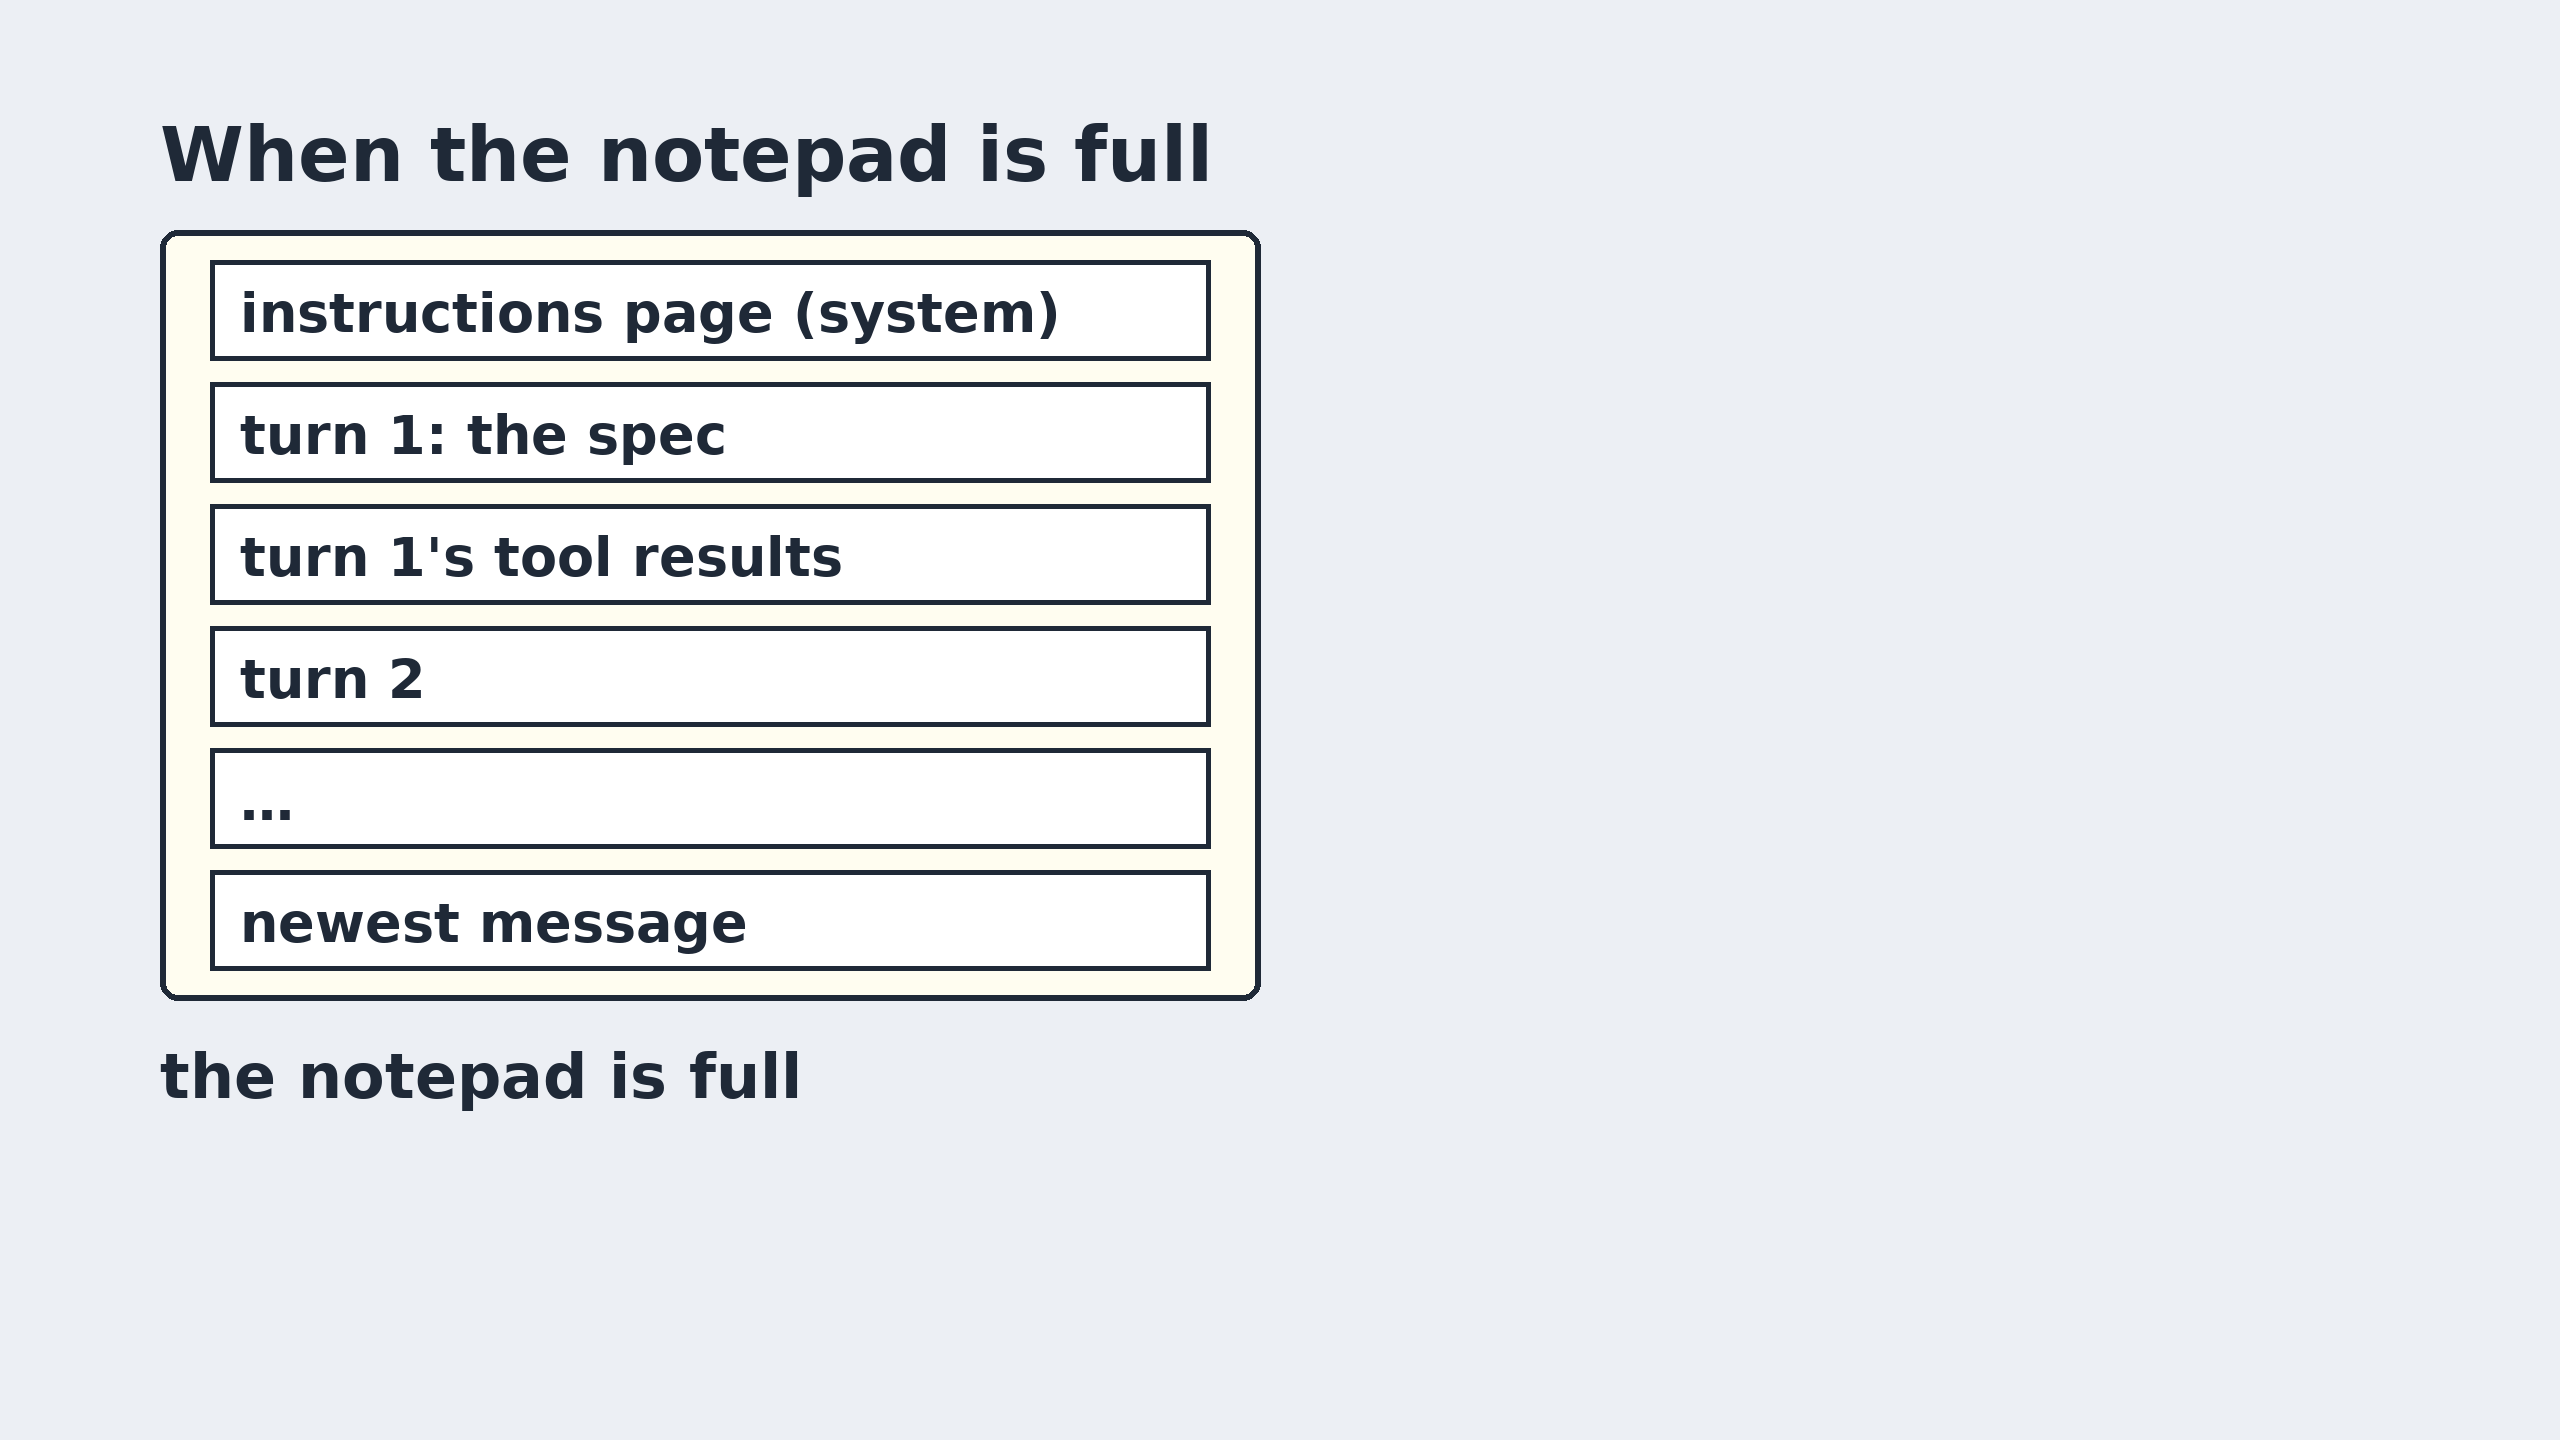 When the notepad is full
instructions page (system)
turn 1: the spec
turn 1's tool results
turn 2
…
newest message
the notepad is full